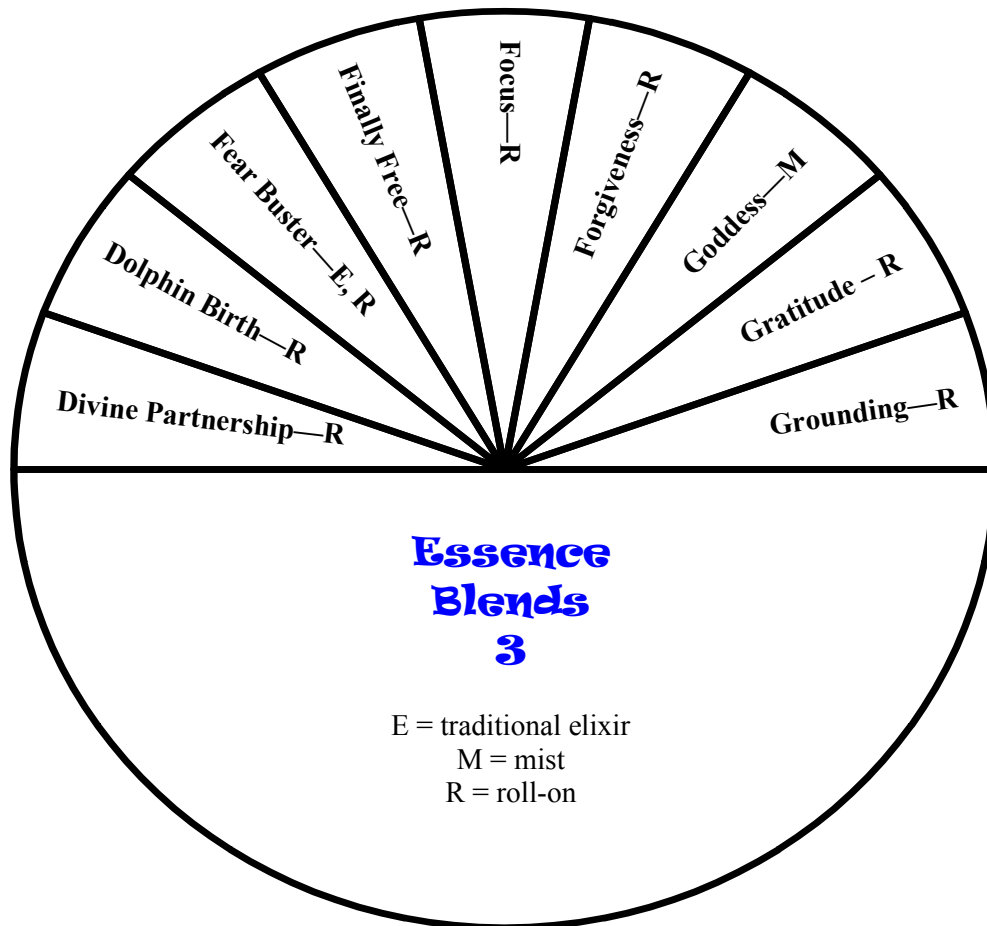 Divine Partnership—R
Dolphin Birth—R
Fear Buster—E, R
Finally Free—R
Focus—R
Forgiveness—R
Goddess—M
Gratitude – R
Grounding—R
Essence
Blends
3
E = traditional elixir
M = mist
R = roll-on